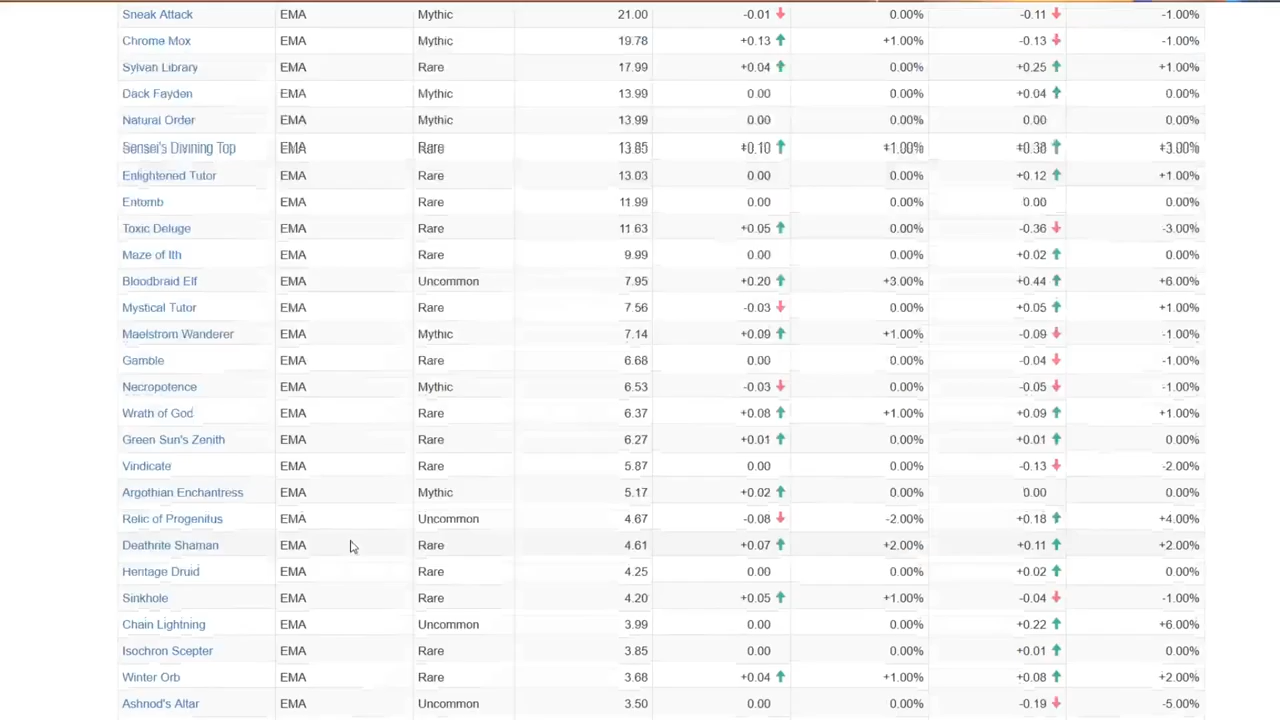 Sneak Attack EMA Mythic 21.00 -0.01 0.00% -0.11 -1.00%
Chrome Mox EMA Mythic 19.78 +0.13 +1.00% -0.13 -1.00%
Sylvan Library EMA Rare 17.99 +0.04 0.00% +0.25 +1.00%
Dack Fayden EMA Mythic 13.99 0.00 0.00% +0.04 0.00%
Natural Order EMA Mythic 13.99 0.00 0.00% 0.00 0.00%
Sensei's Divining Top EMA Rare 13.85 +0.10 +1.00% +0.38 +3.00%
Enlightened Tutor EMA Rare 13.03 0.00 0.00% +0.12 +1.00%
Entomb EMA Rare 11.99 0.00 0.00% 0.00 0.00%
Toxic Deluge EMA Rare 11.63 +0.05 0.00% -0.36 -3.00%
Maze of Ith EMA Rare 9.99 0.00 0.00% +0.02 0.00%
Bloodbraid Elf EMA Uncommon 7.95 +0.20 +3.00% +0.44 +6.00%
Mystical Tutor EMA Rare 7.56 -0.03 0.00% +0.05 +1.00%
Maelstrom Wanderer EMA Mythic 7.14 +0.09 +1.00% -0.09 -1.00%
Gamble EMA Rare 6.68 0.00 0.00% -0.04 -1.00%
Necropotence EMA Mythic 6.53 -0.03 0.00% -0.05 -1.00%
Wrath of God EMA Rare 6.37 +0.08 +1.00% +0.09 +1.00%
Green Sun's Zenith EMA Rare 6.27 +0.01 0.00% +0.01 0.00%
Vindicate EMA Rare 5.87 0.00 0.00% -0.13 -2.00%
Argothian Enchantress EMA Mythic 5.17 +0.02 0.00% 0.00 0.00%
Relic of Progenitus EMA Uncommon 4.67 -0.08 -2.00% +0.18 +4.00%
Deathrite Shaman EMA Rare 4.61 +0.07 +2.00% +0.11 +2.00%
Heritage Druid EMA Rare 4.25 0.00 0.00% +0.02 0.00%
Sinkhole EMA Rare 4.20 +0.05 +1.00% -0.04 -1.00%
Chain Lightning EMA Uncommon 3.99 0.00 0.00% +0.22 +6.00%
Isochron Scepter EMA Rare 3.85 0.00 0.00% +0.01 0.00%
Winter Orb EMA Rare 3.68 +0.04 +1.00% +0.08 +2.00%
Ashnod's Altar EMA Uncommon 3.50 0.00 0.00% -0.19 -5.00%